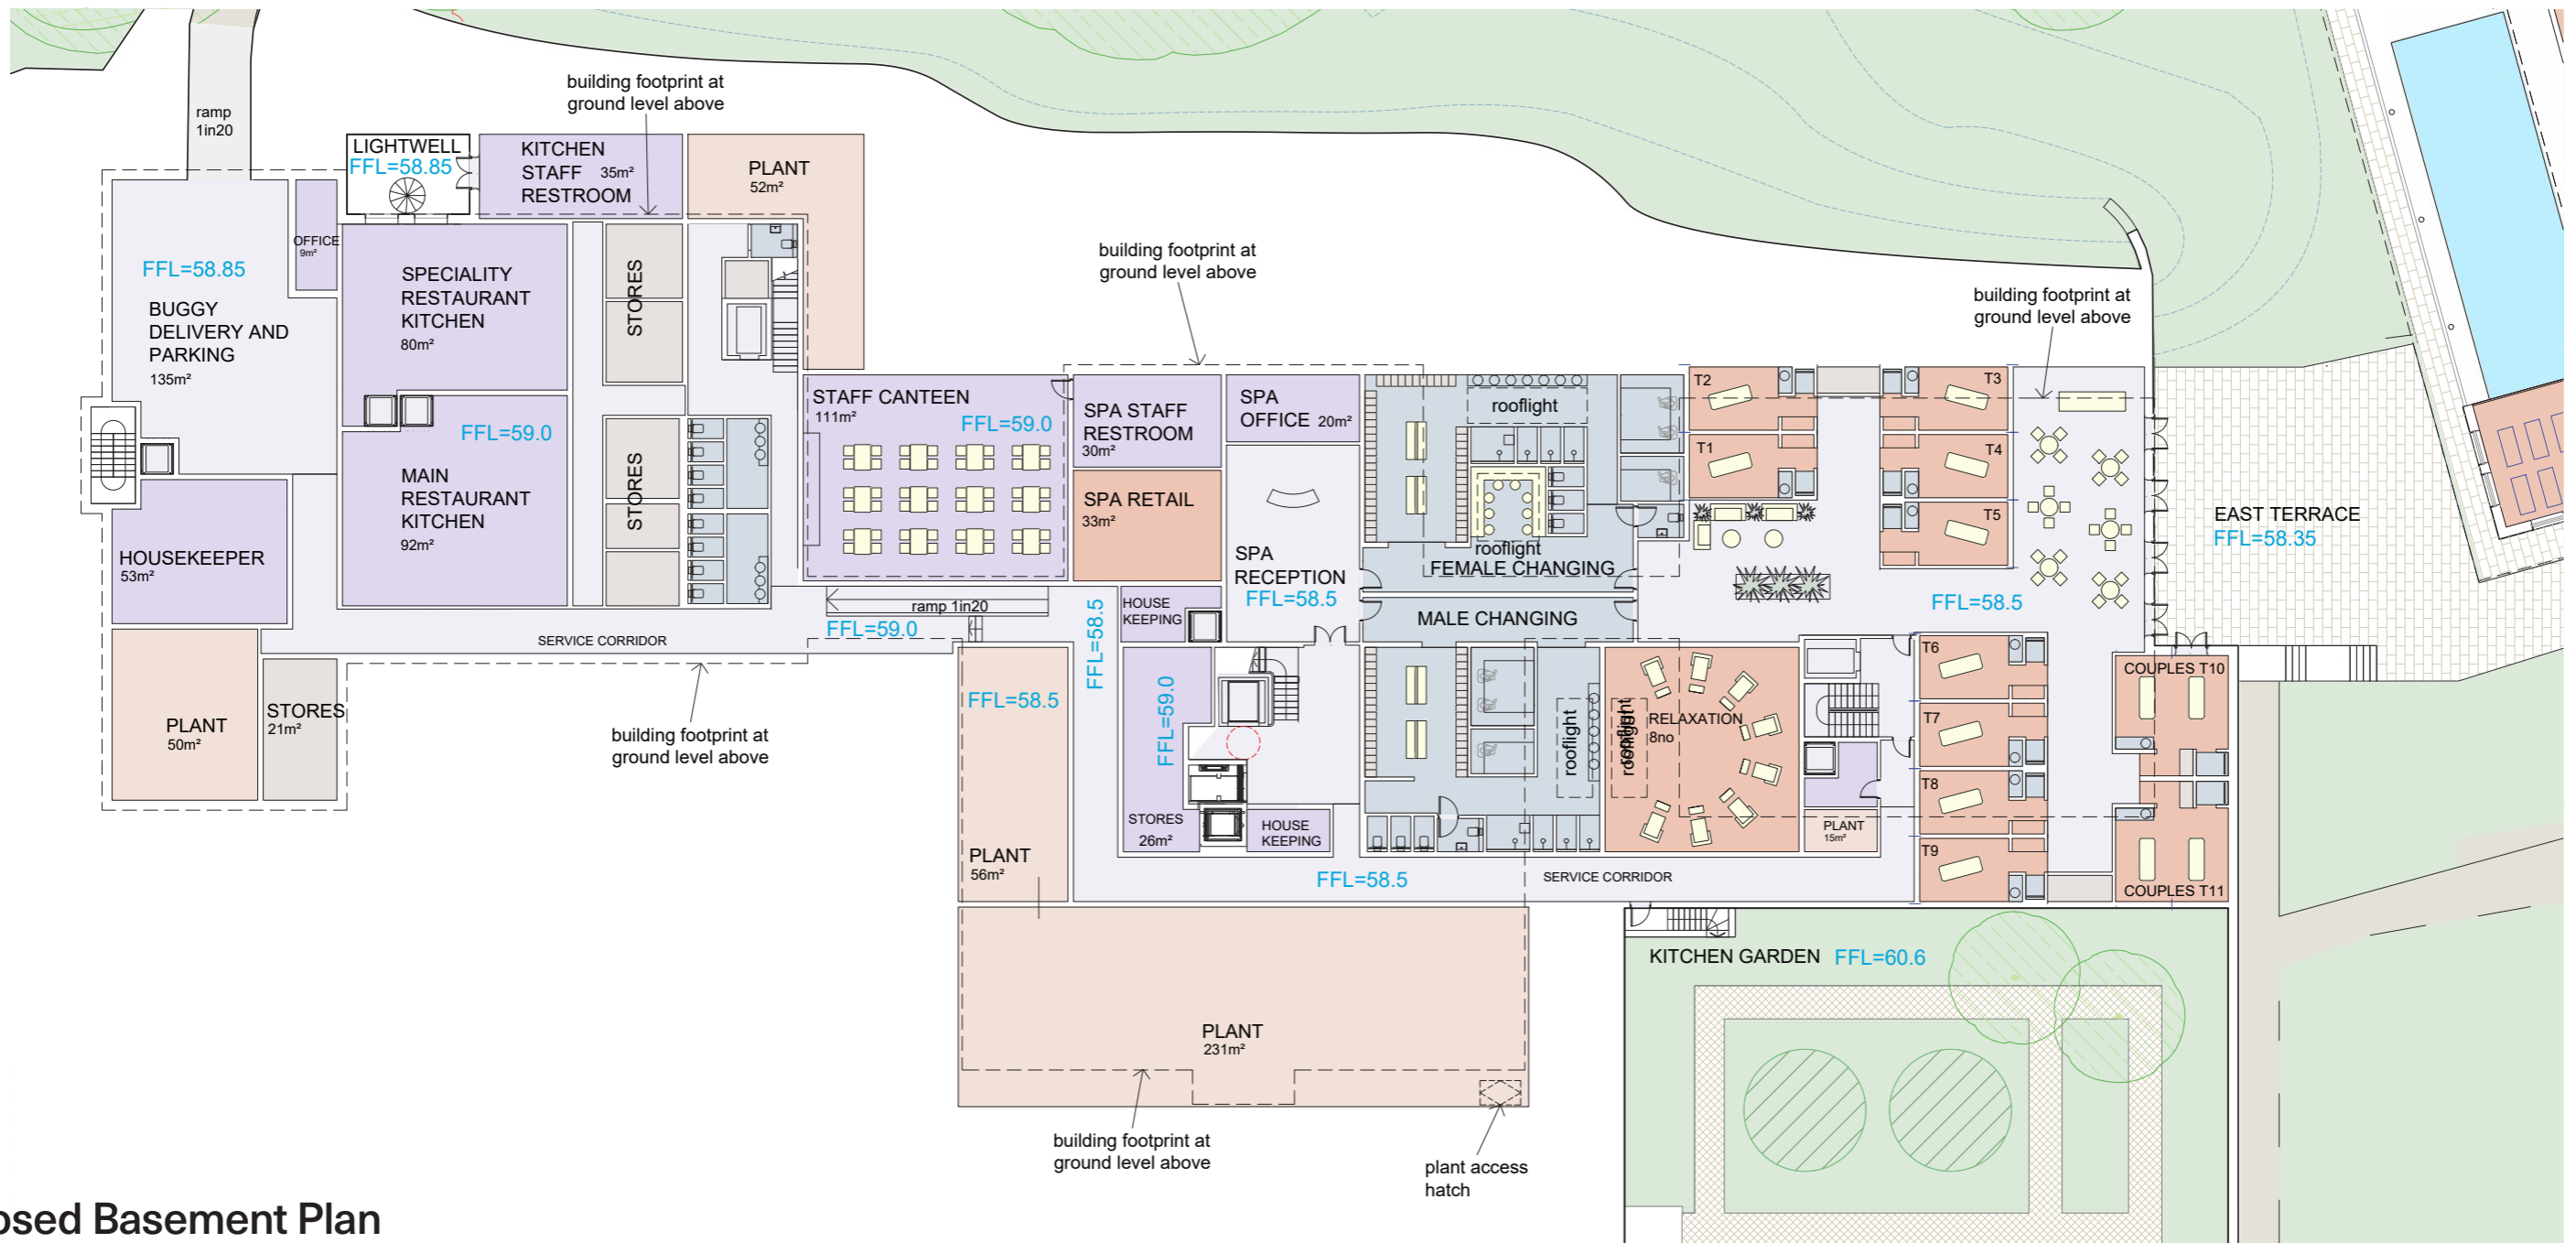 ramp
1in20
building footprint at
ground level above
LIGHTWELL
FFL=58.85
KITCHEN
STAFF 35m²
RESTROOM
PLANT
52m²
OFFICE
9m²
FFL=58.85
BUGGY
DELIVERY AND
PARKING
135m²
SPECIALITY
RESTAURANT
KITCHEN
80m²
STORES
building footprint at
ground level above
building footprint at
ground level above
FFL=59.0
MAIN
RESTAURANT
KITCHEN
92m²
STORES
STAFF CANTEEN
111m²
FFL=59.0
SPA STAFF
RESTROOM
30m²
SPA
OFFICE 20m²
rooflight
T2
T1
T3
T4
T5
SPA RETAIL
33m²
SPA
RECEPTION
FFL=58.5
rooflight
FEMALE CHANGING
MALE CHANGING
FFL=58.5
EAST TERRACE
FFL=58.35
HOUSEKEEPER
53m²
ramp 1in20
FFL=59.0
SERVICE CORRIDOR
FFL=58.5
HOUSE
KEEPING
PLANT
50m²
STORES
21m²
building footprint at
ground level above
FFL=58.5
PLANT
56m²
FFL=59.0
STORES
26m²
HOUSE
KEEPING
rooflight
rooflight
RELAXATION
8no
PLANT
15m²
T6
T7
T8
T9
COUPLES T10
COUPLES T11
FFL=58.5
SERVICE CORRIDOR
KITCHEN GARDEN FFL=60.6
PLANT
231m²
building footprint at
ground level above
plant access
hatch
osed Basement Plan